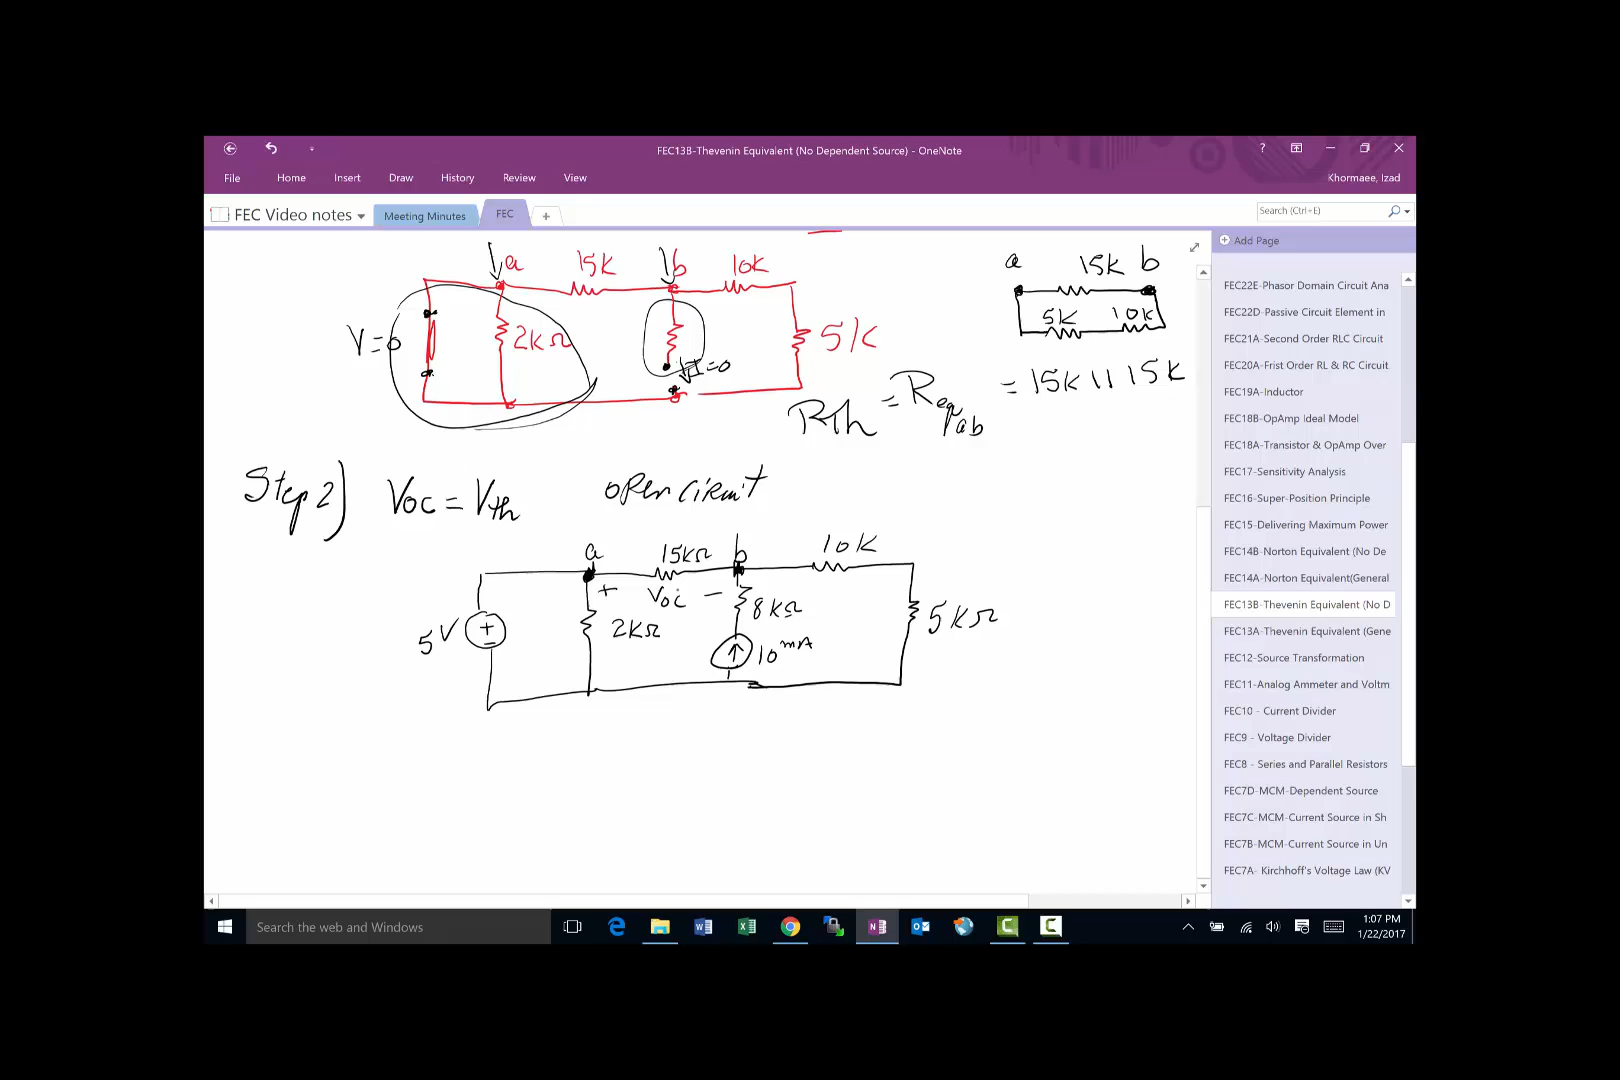 FEC13B-Thevenin Equivalent (No Dependent Source) - OneNote
?
File Home Insert Draw History Review View
Khormaee, Izad
FEC Video notes
Meeting Minutes
FEC
+
Search (Ctrl+E)
Add Page
a 15K b 10K
V=0 2KΩ I=0 5K
a 15K b
5K 10K
Rth = Req ab = 15K || 15K
Step 2) Voc = Vth open circuit
a 15KΩ b 10K
+ Voc -
5V + - 2KΩ 8KΩ 10mA 5KΩ
FEC22E-Phasor Domain Circuit Ana
FEC22D-Passive Circuit Element in
FEC21A-Second Order RLC Circuit
FEC20A-Frist Order RL & RC Circuit
FEC19A-Inductor
FEC18B-OpAmp Ideal Model
FEC18A-Transistor & OpAmp Over
FEC17-Sensitivity Analysis
FEC16-Super-Position Principle
FEC15-Delivering Maximum Power
FEC14B-Norton Equivalent (No De
FEC14A-Norton Equivalent(General
FEC13B-Thevenin Equivalent (No D
FEC13A-Thevenin Equivalent (Gene
FEC12-Source Transformation
FEC11-Analog Ammeter and Voltm
FEC10 - Current Divider
FEC9 - Voltage Divider
FEC8 - Series and Parallel Resistors
FEC7D-MCM-Dependent Source
FEC7C-MCM-Current Source in Sh
FEC7B-MCM-Current Source in Un
FEC7A- Kirchhoff's Voltage Law (KV
Search the web and Windows
1:07 PM
1/22/2017